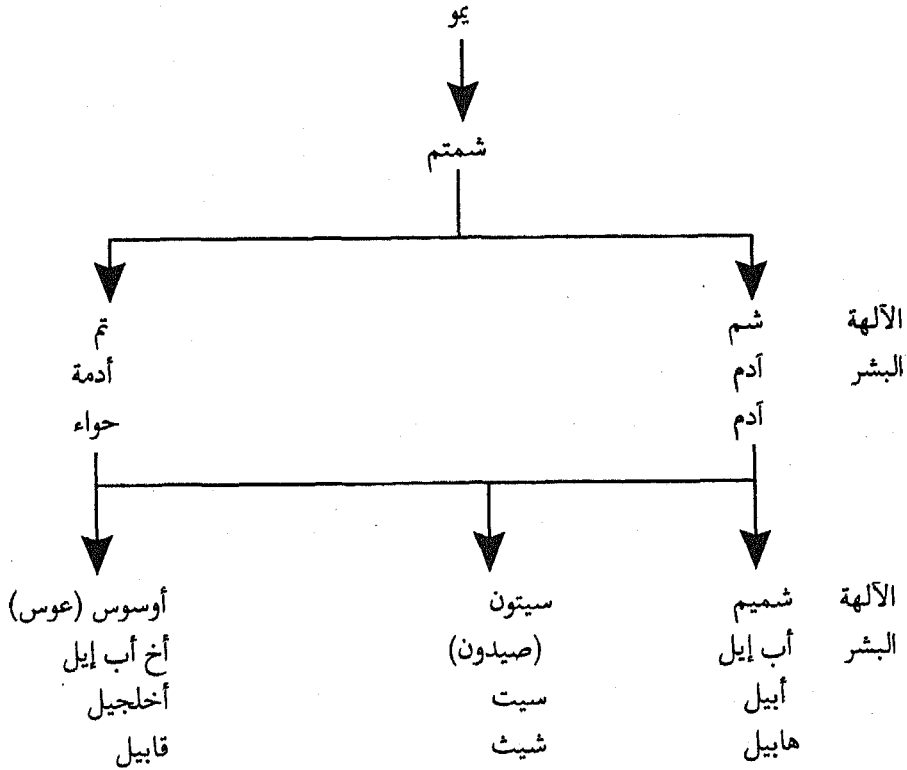 يمو
شمتم
الآلهة شم تم
البشر آدم أدمة
آدم حواء
الآلهة شميم سيتون أوسوس (عوس)
البشر أب إيل (صيدون) أخ أب إيل
أبيل سيت أخلجيل
هابيل شيث قابيل